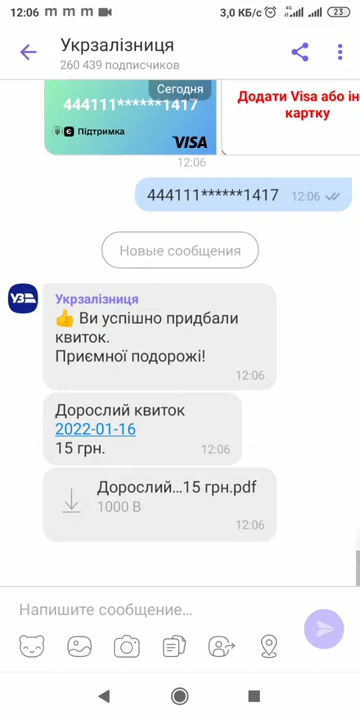 12:06 m m m
3,0 КБ/с 4G 23
Укрзалізниця
260 439 подписчиков
Сегодня
444111******1417
Підтримка
VISA
Додати Visa або ін
картку
12:06
444111******1417 12:06
Новые сообщения
УЗ
Укрзалізниця
👍 Ви успішно придбали
квиток.
Приємної подорожі!
12:06
Дорослий квиток
2022-01-16
15 грн. 12:06
Дорослий...15 грн.pdf
1000 B
12:06
Напишите сообщение...